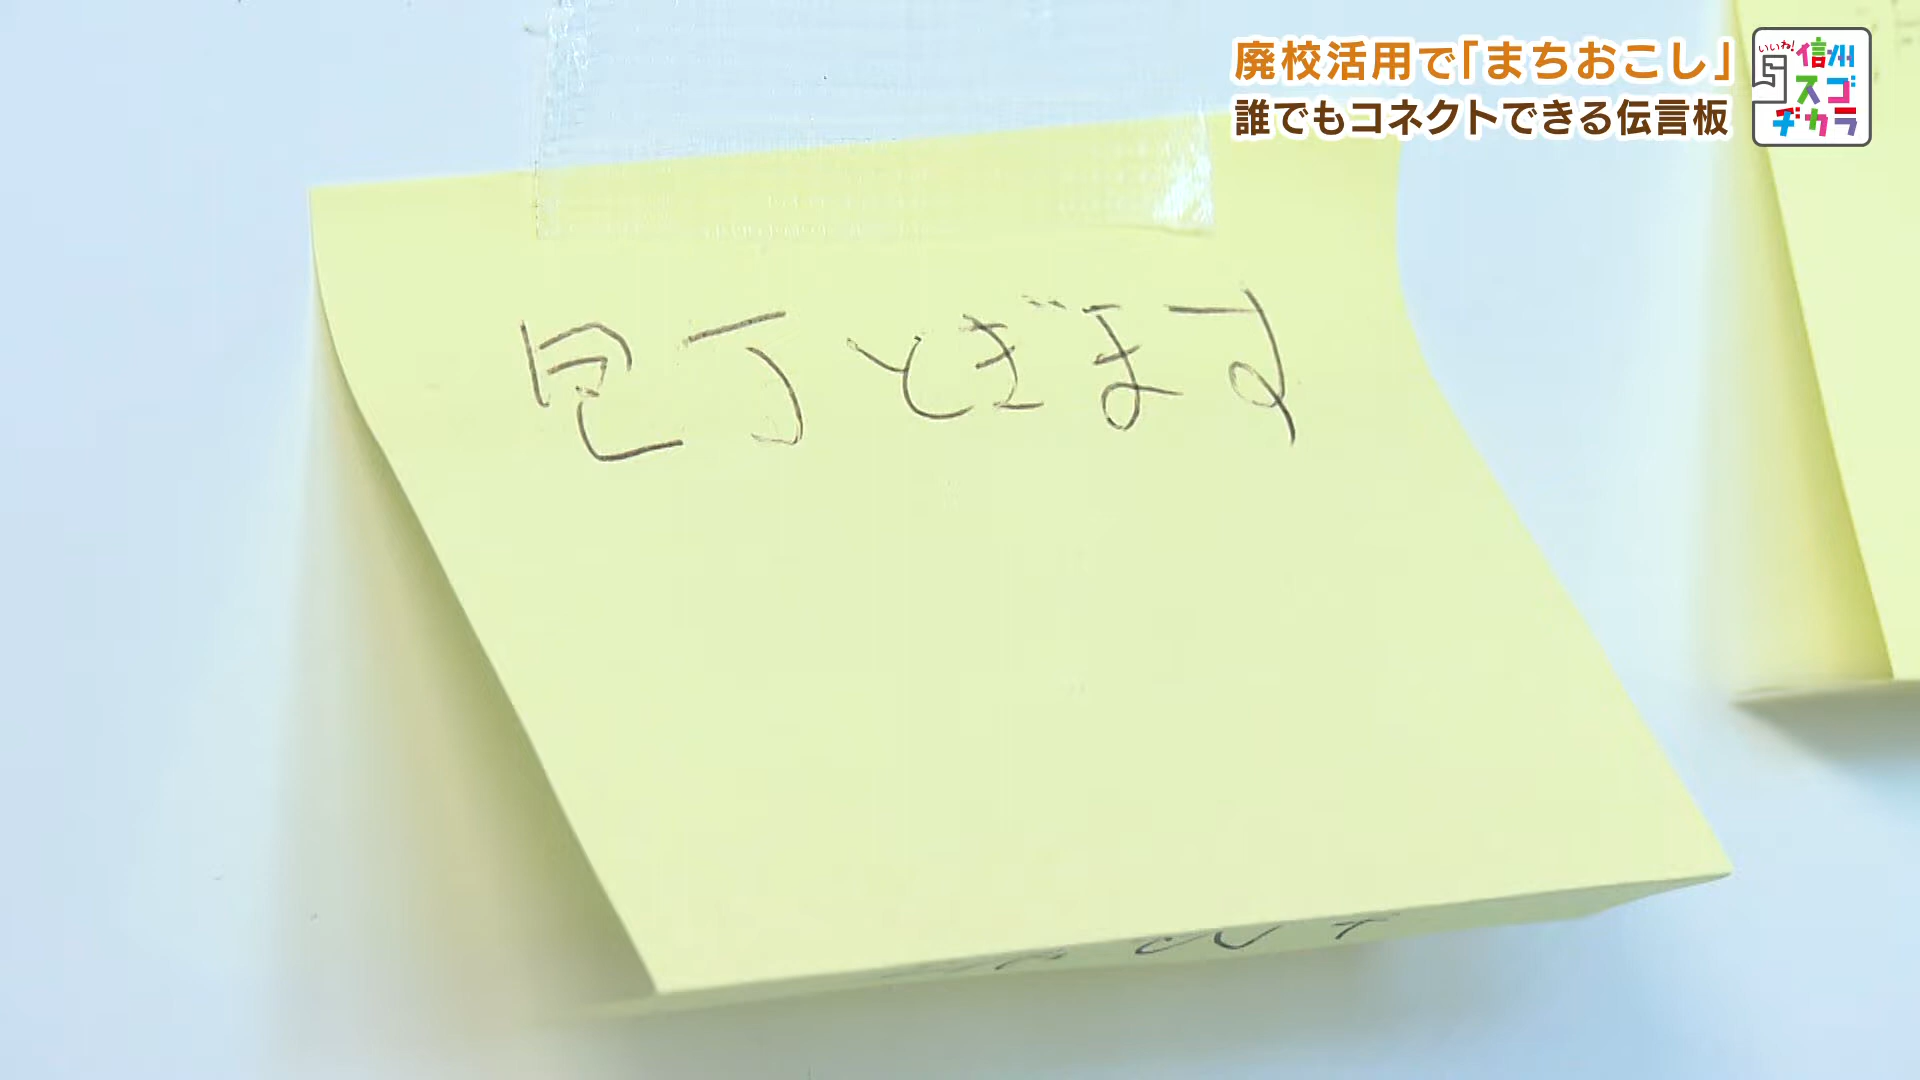 廃校活用で「まちおこし」
誰でもコネクトできる伝言板
いいね!
信州
スゴ
ヂカラ
包丁とぎます